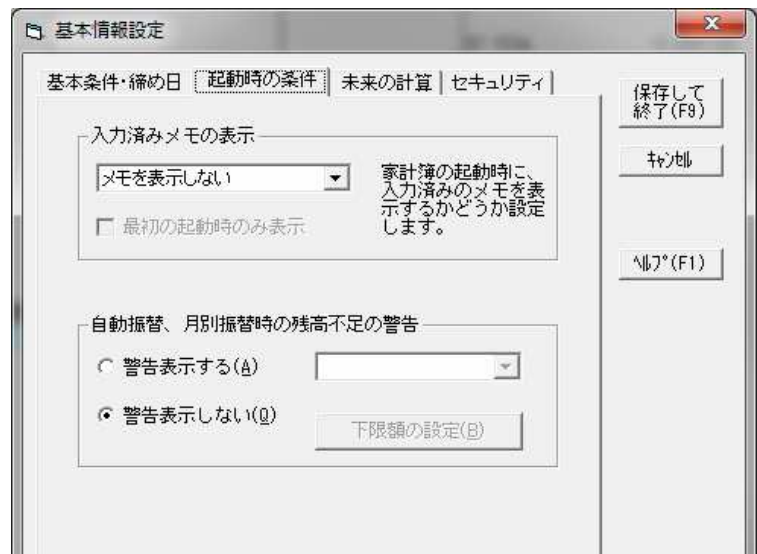 基本情報設定
基本条件・締め日 起動時の条件 未来の計算 セキュリティ
保存して
終了(F9)
ｷｬﾝｾﾙ
ﾍﾙﾌﾟ(F1)
入力済みメモの表示
メモを表示しない
最初の起動時のみ表示
家計簿の起動時に、
入力済みのメモを表
示するかどうか設定
します。
自動振替、月別振替時の残高不足の警告
警告表示する(A)
警告表示しない(Q)
下限額の設定(B)